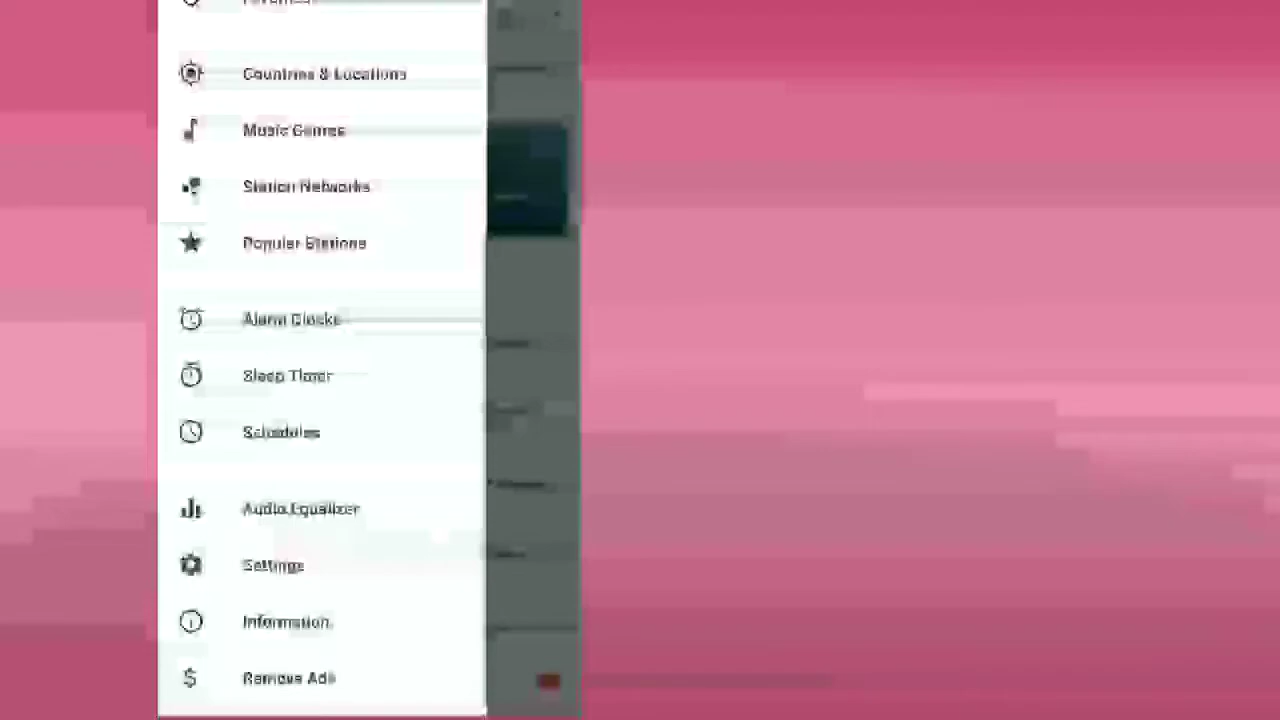 Favorites
Countries & Locations
Music Genres
Station Networks
Popular Stations
Alarm Clocks
Sleep Timer
Schedules
Audio Equalizer
Settings
Information
Remove Ads